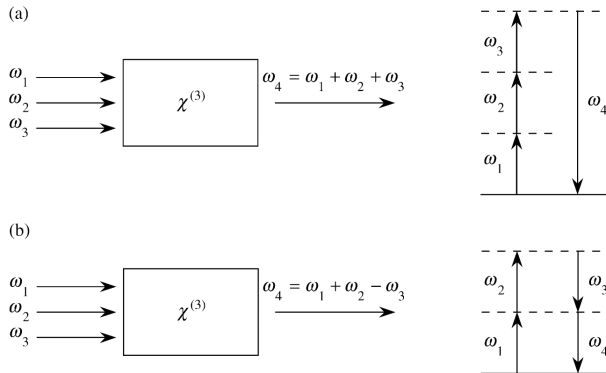 (a)
ω₁
ω₂
ω₃
χ⁽³⁾
ω₄ = ω₁ + ω₂ + ω₃
ω₃
ω₂
ω₁
ω₄
(b)
ω₁
ω₂
ω₃
χ⁽³⁾
ω₄ = ω₁ + ω₂ − ω₃
ω₂
ω₃
ω₁
ω₄